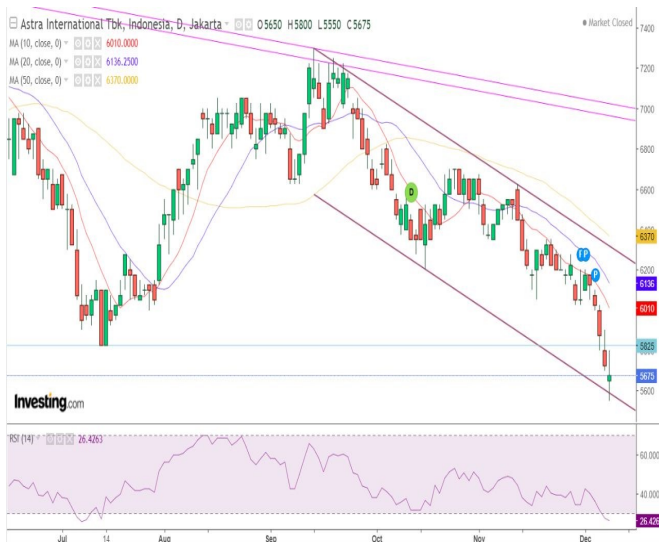 Astra International Tbk, Indonesia, D, Jakarta O5650 H5800 L5550 C5675
Market Closed
MA (10, close, 0) 6010.0000
MA (20, close, 0) 6136.2500
MA (50, close, 0) 6370.0000
7400
7000
6600
D
6370
6200
T P
P
6136
6010
5825
5675
5600
Investing.com
RSI (14) 26.4263
60.000
40.000
26.426
Jul 14 Aug Sep Oct Nov Dec